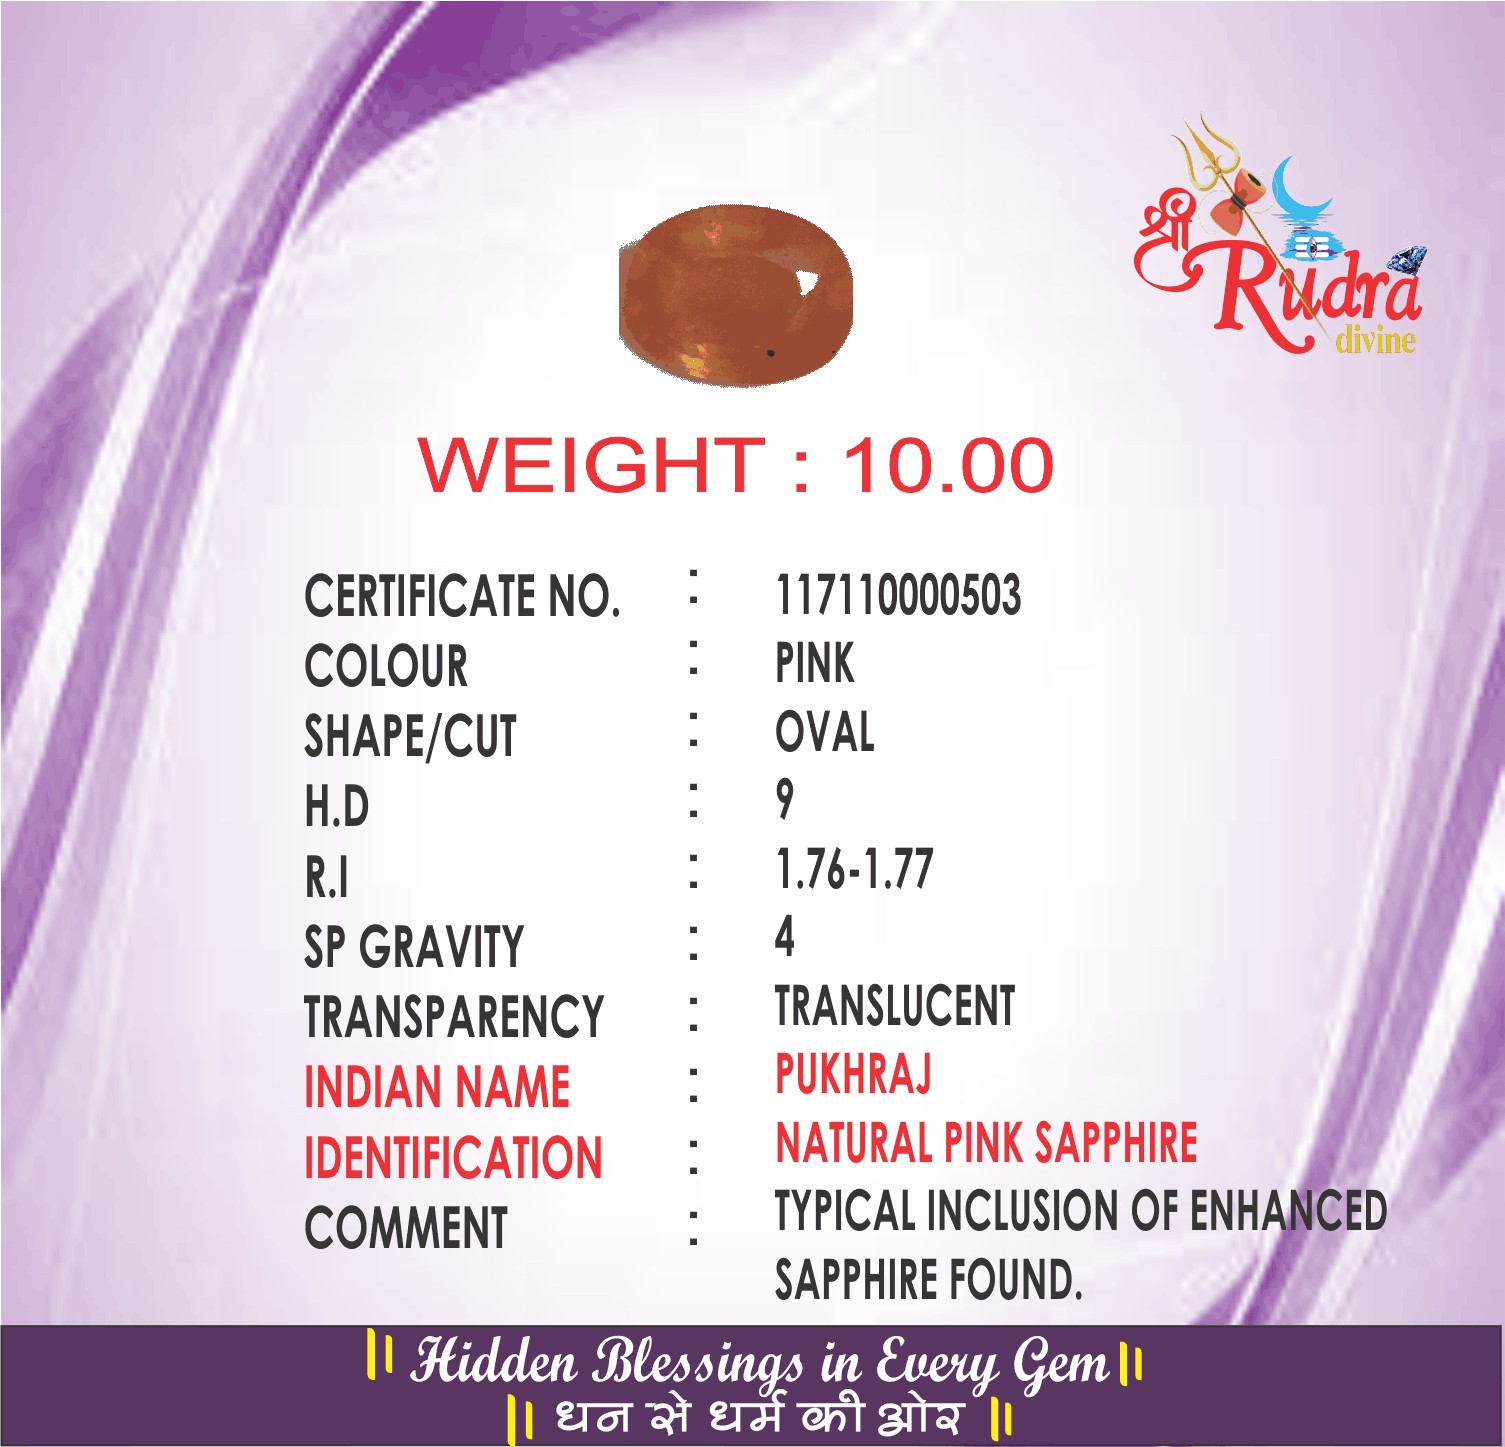 श्री
Rudra
divine
WEIGHT : 10.00
CERTIFICATE NO. : 117110000503
COLOUR : PINK
SHAPE/CUT : OVAL
H.D : 9
R.I : 1.76-1.77
SP GRAVITY : 4
TRANSPARENCY : TRANSLUCENT
INDIAN NAME : PUKHRAJ
IDENTIFICATION : NATURAL PINK SAPPHIRE
COMMENT : TYPICAL INCLUSION OF ENHANCED
SAPPHIRE FOUND.
|| Hidden Blessings in Every Gem ||
|| धन से धर्म की ओर ||